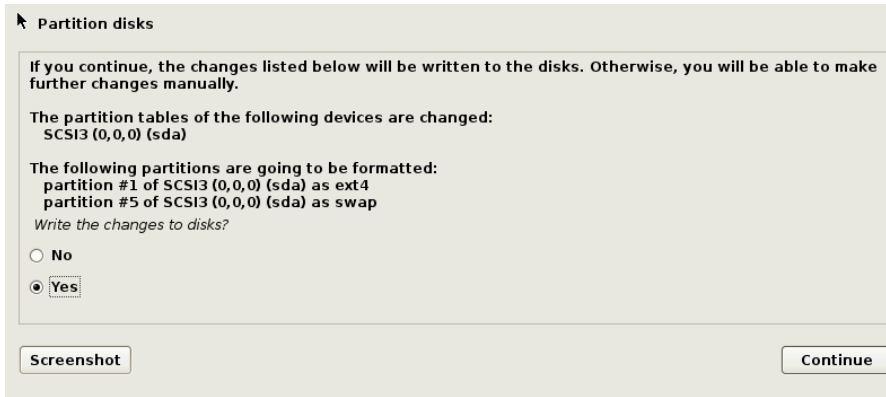 Partition disks
If you continue, the changes listed below will be written to the disks. Otherwise, you will be able to make
further changes manually.
The partition tables of the following devices are changed:
SCSI3 (0,0,0) (sda)
The following partitions are going to be formatted:
partition #1 of SCSI3 (0,0,0) (sda) as ext4
partition #5 of SCSI3 (0,0,0) (sda) as swap
Write the changes to disks?
No
Yes
Screenshot
Continue